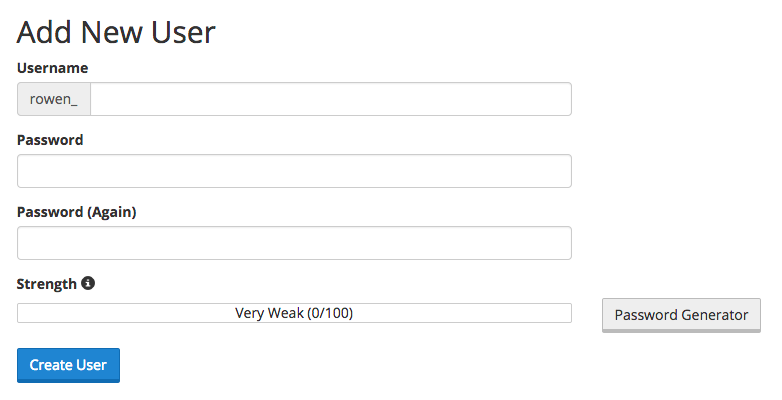 Add New User
Username
rowen_
Password
Password (Again)
Strength
Very Weak (0/100)
Password Generator
Create User